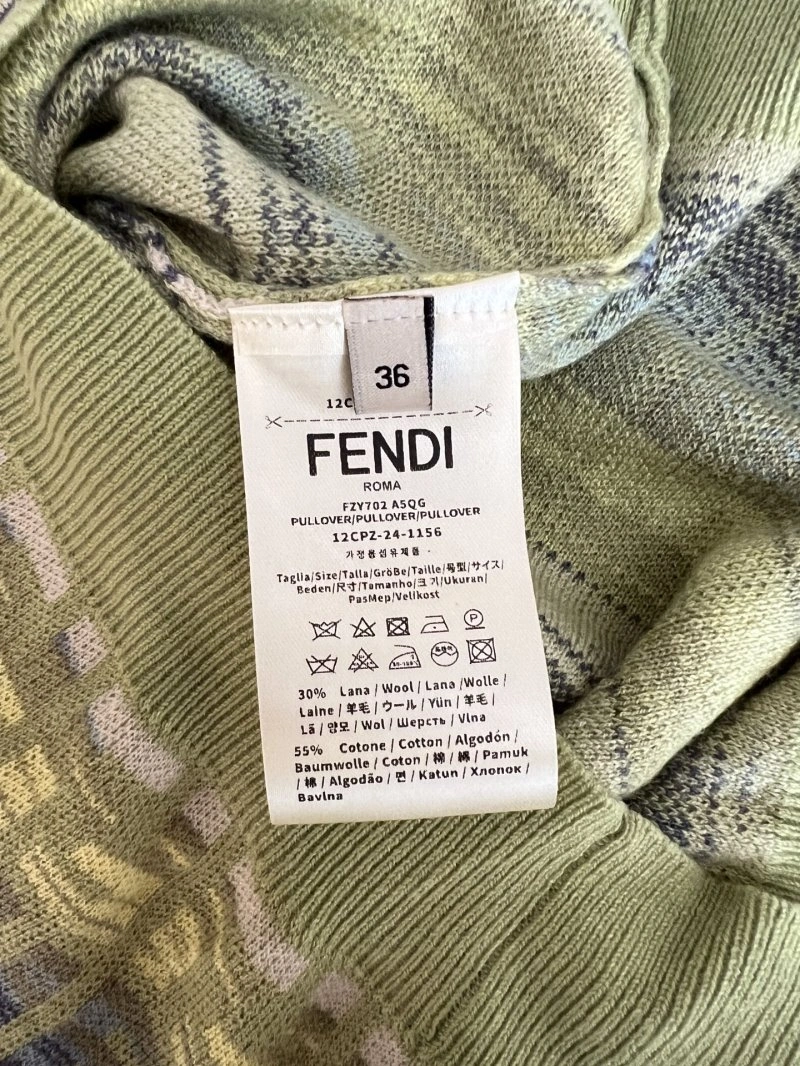 36
12C
FENDI
ROMA
FZY702 A5QG
PULLOVER/PULLOVER/PULLOVER
12CPZ-24-1156
가정용섬유제품
Taglia/Size/Talla/GröBe/Taille/号型/サイズ/
Beden/尺寸/Tamanho/크기/Ukuran/
РазМер/Velikost
P
30% Lana / Wool / Lana /Wolle /
Laine / 羊毛 / ウール / Yün / 羊毛 /
Lã / 양모 / Wol / Шерсть / Vlna
55% Cotone / Cotton / Algodón /
Baumwolle / Coton / 棉 / 綿 / Pamuk
/ 棉 / Algodão / 면 / Katun / Хлопок /
Bavlna